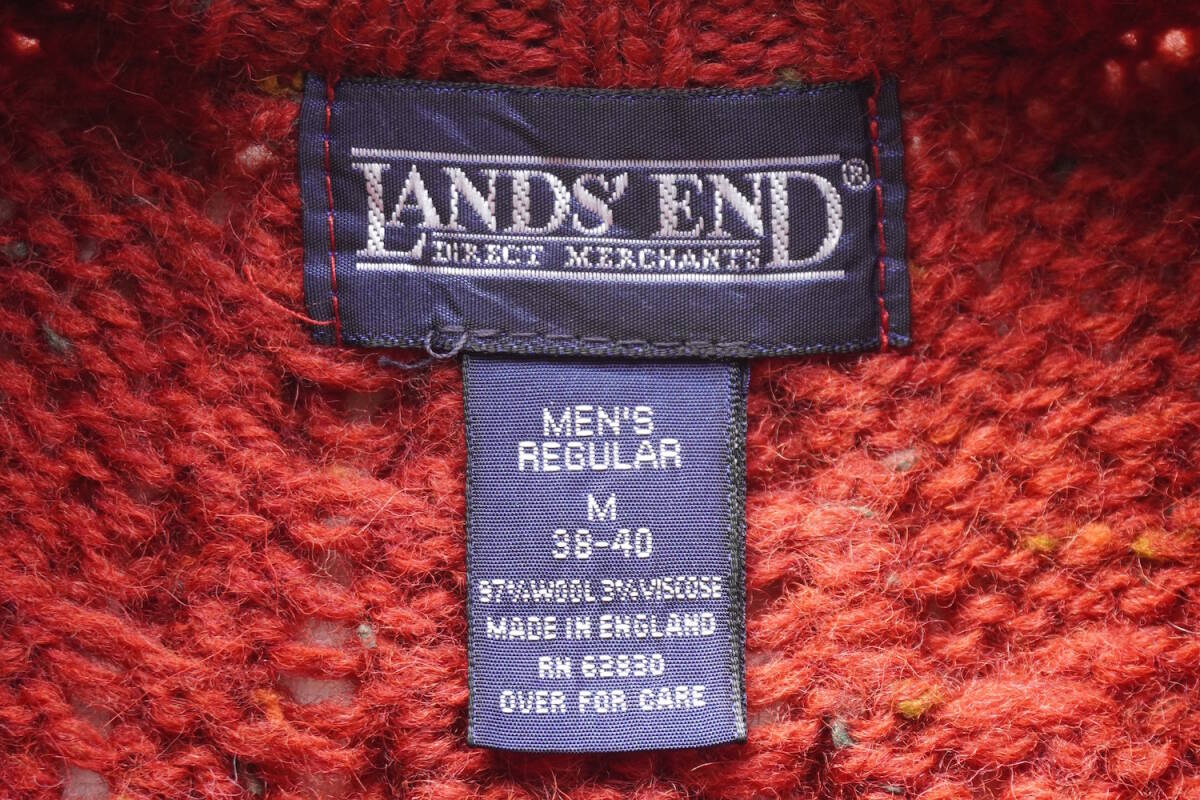 LANDS' END®
DIRECT MERCHANTS
MEN'S
REGULAR
M
38-40
97% WOOL 3% VISCOSE
MADE IN ENGLAND
RN 62830
OVER FOR CARE